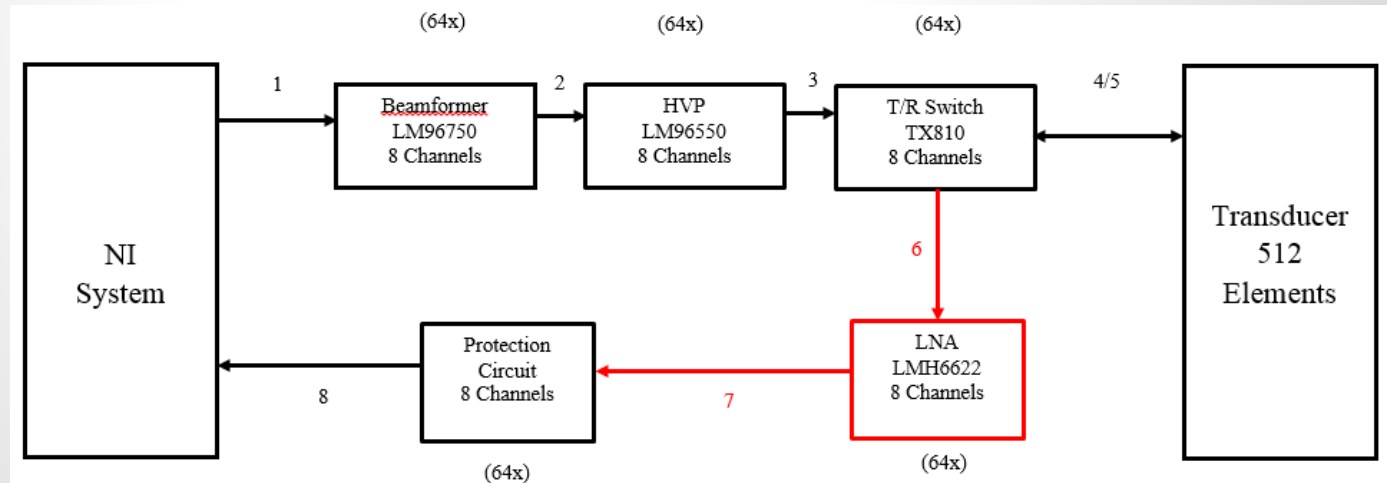 (64x)
(64x)
(64x)
1
2
3
4/5
Beamformer
LM96750
8 Channels
HVP
LM96550
8 Channels
T/R Switch
TX810
8 Channels
NI
System
Transducer
512
Elements
6
Protection
Circuit
8 Channels
LNA
LMH6622
8 Channels
8
7
(64x)
(64x)